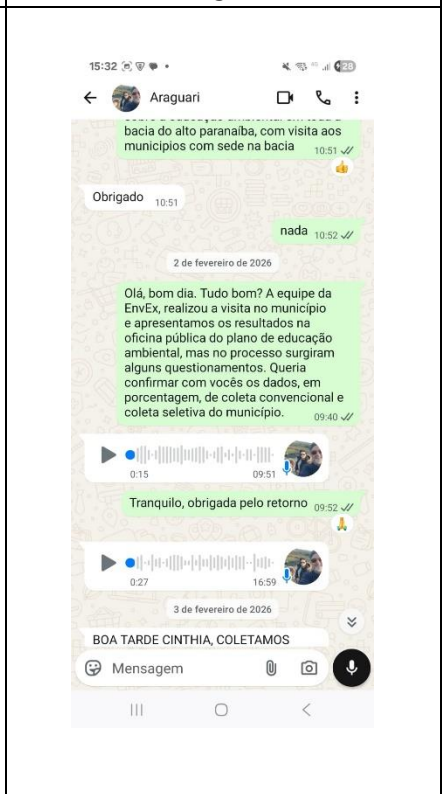 15:32
28
Araguari
bacia do alto paranaíba, com visita aos
municipios com sede na bacia 10:51
Obrigado 10:51
nada 10:52
2 de fevereiro de 2026
Olá, bom dia. Tudo bom? A equipe da
EnvEx, realizou a visita no município
e apresentamos os resultados na
oficina pública do plano de educação
ambiental, mas no processo surgiram
alguns questionamentos. Queria
confirmar com vocês os dados, em
porcentagem, de coleta convencional e
coleta seletiva do município. 09:40
0:15 09:51
Tranquilo, obrigada pelo retorno 09:52
0:27 16:59
3 de fevereiro de 2026
BOA TARDE CINTHIA, COLETAMOS
Mensagem